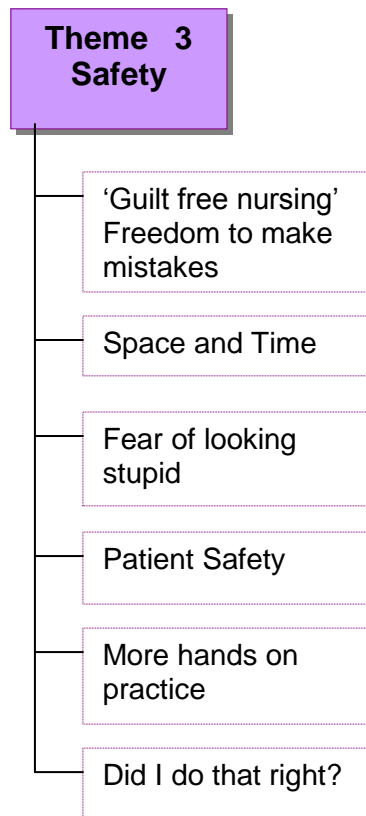 Theme   3
Safety
‘Guilt free nursing’
Freedom to make
mistakes
Space and Time
Fear of looking
stupid
Patient Safety
More hands on
practice
Did I do that right?